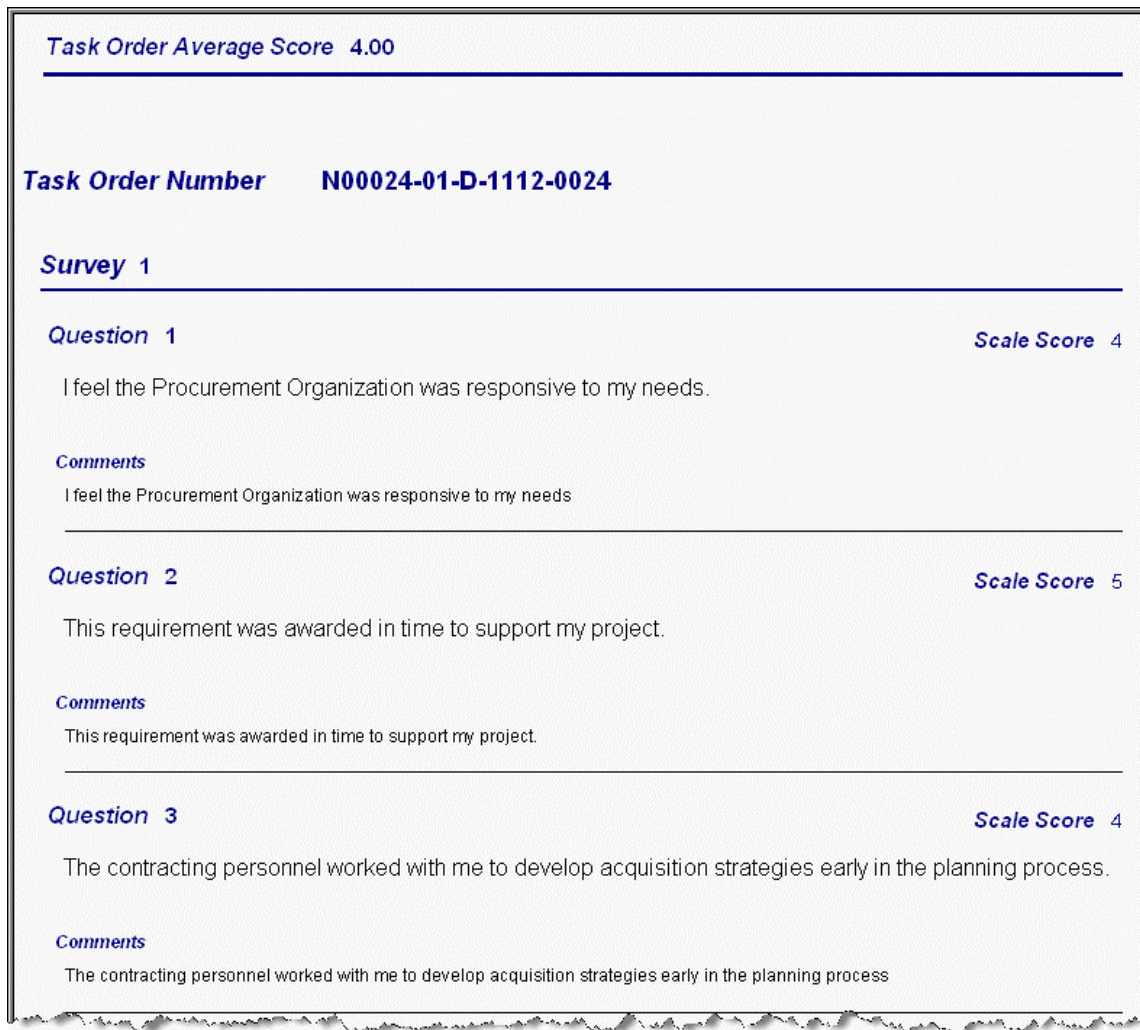 Task Order Average Score 4.00
Task Order Number N00024-01-D-1112-0024
Survey 1
Question 1 Scale Score 4
I feel the Procurement Organization was responsive to my needs.
Comments
I feel the Procurement Organization was responsive to my needs
Question 2 Scale Score 5
This requirement was awarded in time to support my project.
Comments
This requirement was awarded in time to support my project.
Question 3 Scale Score 4
The contracting personnel worked with me to develop acquisition strategies early in the planning process.
Comments
The contracting personnel worked with me to develop acquisition strategies early in the planning process